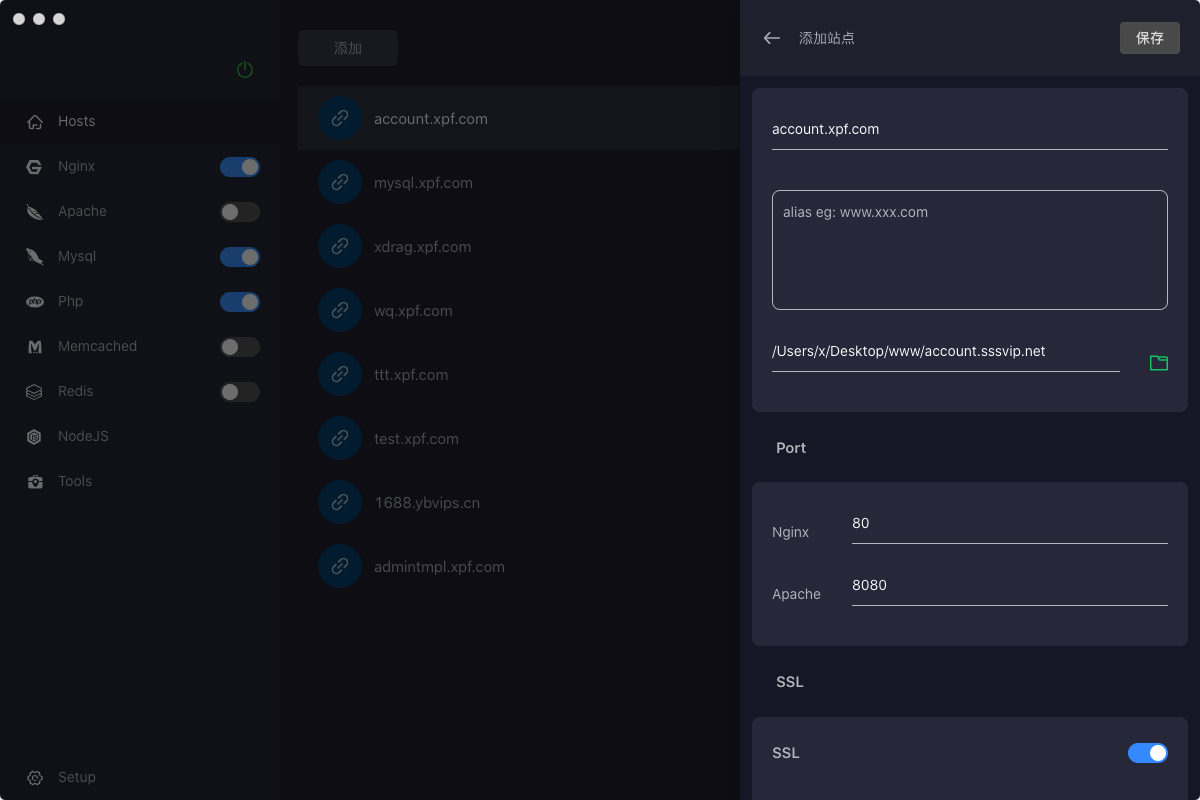 Hosts
Nginx
Apache
Mysql
php
Php
Memcached
Redis
NodeJS
Tools
Setup
添加
account.xpf.com
mysql.xpf.com
xdrag.xpf.com
wq.xpf.com
ttt.xpf.com
test.xpf.com
1688.ybvips.cn
admintmpl.xpf.com
添加站点
保存
account.xpf.com
alias eg: www.xxx.com
/Users/x/Desktop/www/account.sssvip.net
Port
Nginx
80
Apache
8080
SSL
SSL